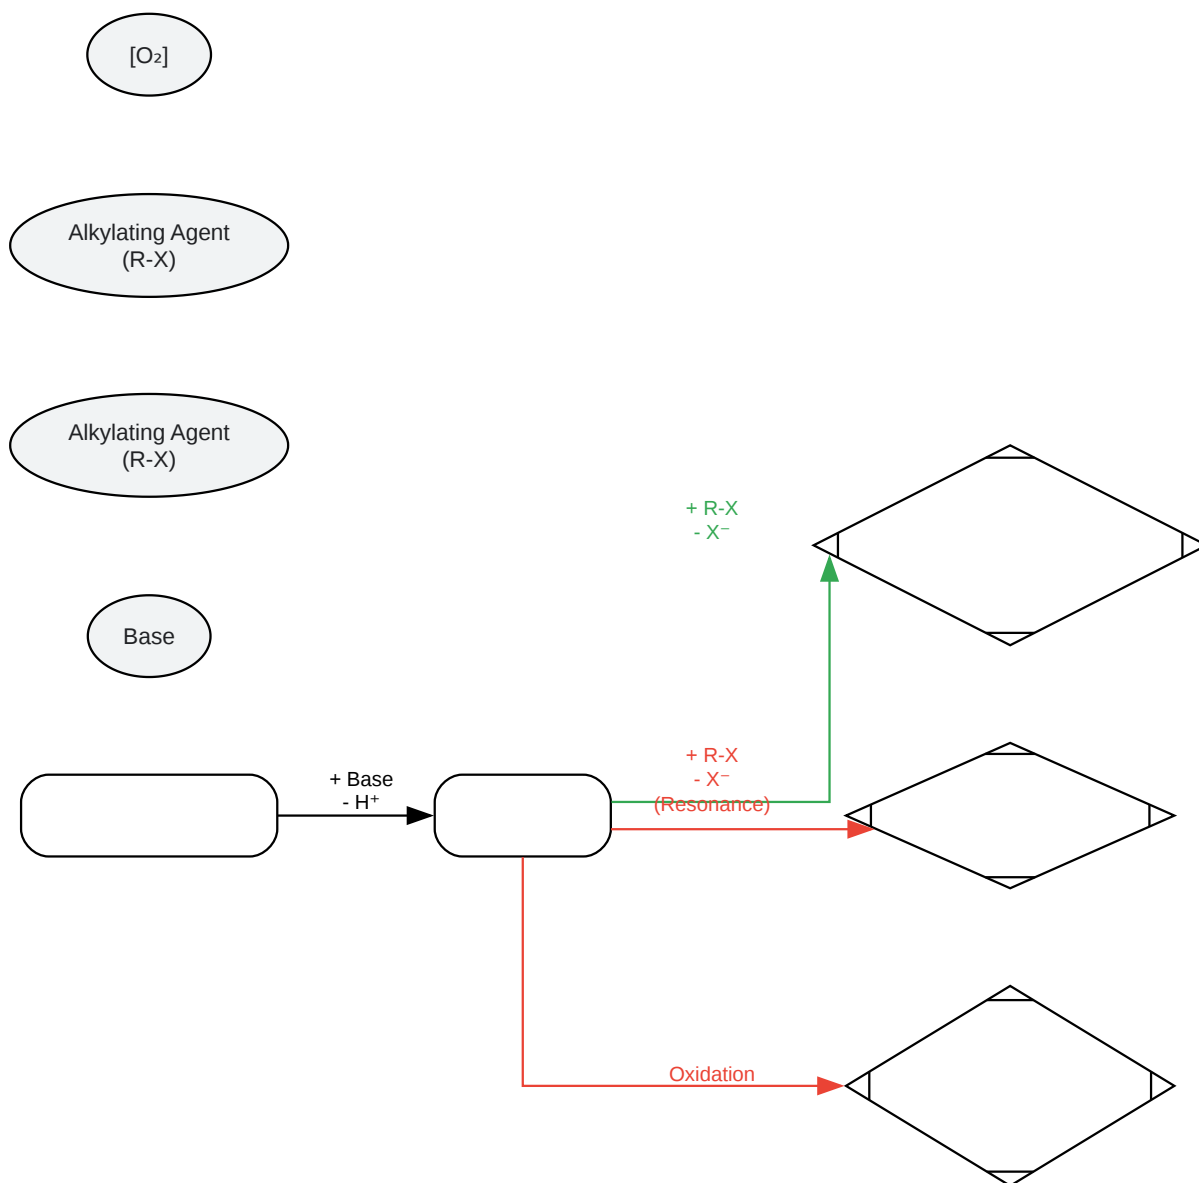 [O₂]
Alkylating Agent
(R-X)
Alkylating Agent
(R-X)
+ R-X
- X⁻
Base
+ R-X
- X⁻
(Resonance)
+ Base
- H⁺
Oxidation